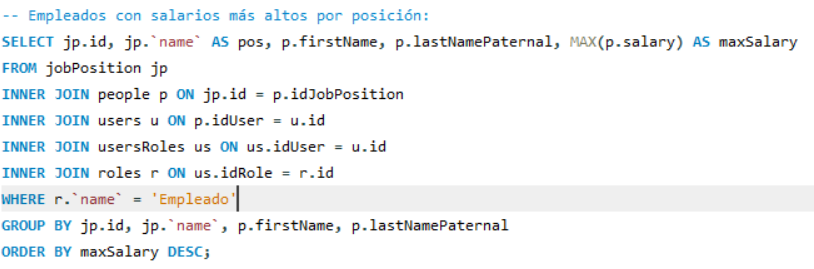 -- Empleados con salarios más altos por posición:
SELECT jp.id, jp.`name` AS pos, p.firstName, p.lastNamePaternal, MAX(p.salary) AS maxSalary
FROM jobPosition jp
INNER JOIN people p ON jp.id = p.idJobPosition
INNER JOIN users u ON p.idUser = u.id
INNER JOIN usersRoles us ON us.idUser = u.id
INNER JOIN roles r ON us.idRole = r.id
WHERE r.`name` = 'Empleado'
GROUP BY jp.id, jp.`name`, p.firstName, p.lastNamePaternal
ORDER BY maxSalary DESC;